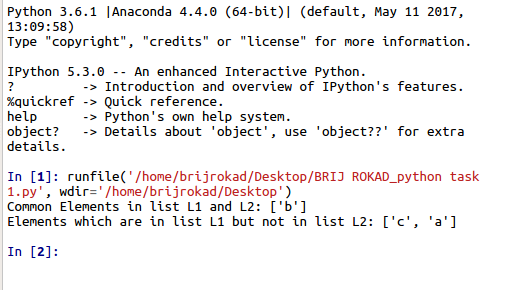 Python 3.6.1 |Anaconda 4.4.0 (64-bit)| (default, May 11 2017,
13:09:58)
Type "copyright", "credits" or "license" for more information.
IPython 5.3.0 -- An enhanced Interactive Python.
?         -> Introduction and overview of IPython's features.
%quickref -> Quick reference.
help      -> Python's own help system.
object?   -> Details about 'object', use 'object??' for extra
details.
In [1]: runfile('/home/brijrokad/Desktop/BRIJ ROKAD_python task
1.py', wdir='/home/brijrokad/Desktop')
Common Elements in list L1 and L2: ['b']
Elements which are in list L1 but not in list L2: ['c', 'a']
In [2]: